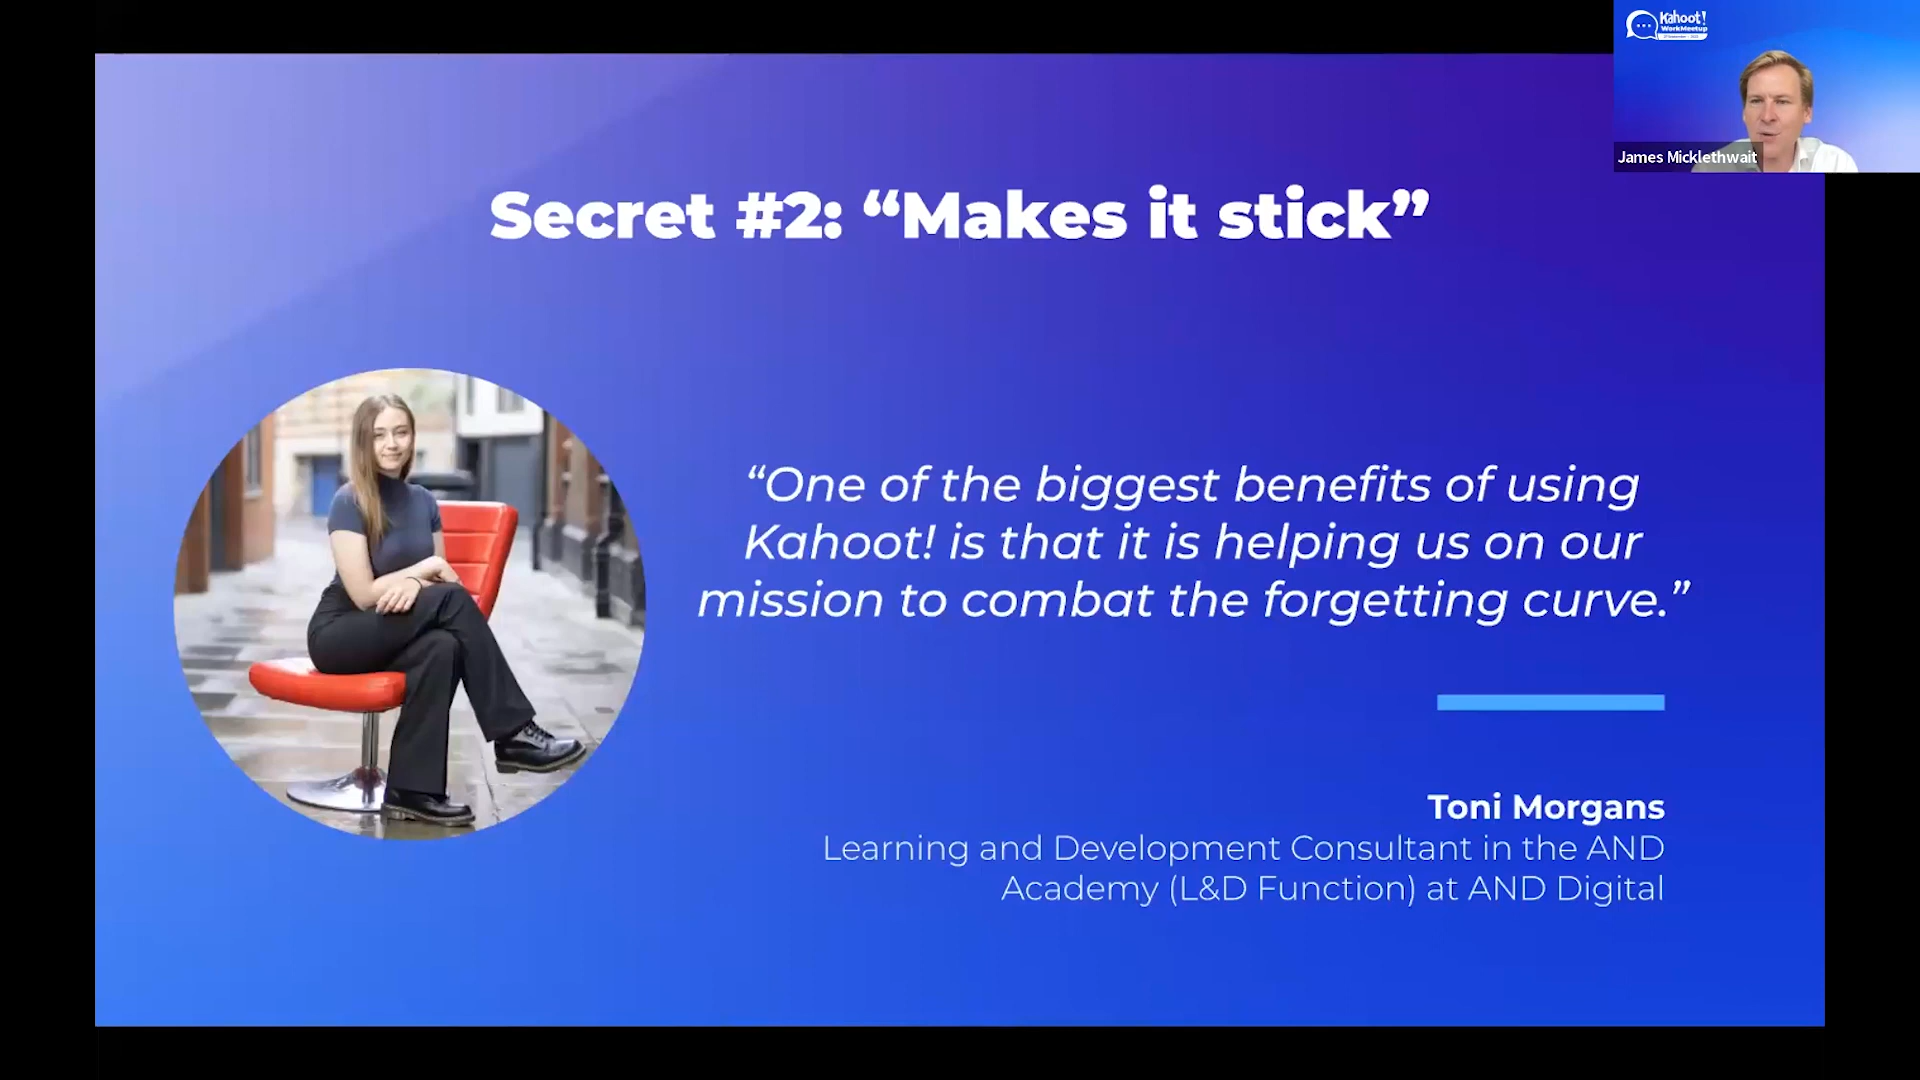 Kahoot!
WorkMeetup
James Micklethwait
Secret #2: “Makes it stick”
“One of the biggest benefits of using
Kahoot! is that it is helping us on our
mission to combat the forgetting curve.”
Toni Morgans
Learning and Development Consultant in the AND
Academy (L&D Function) at AND Digital